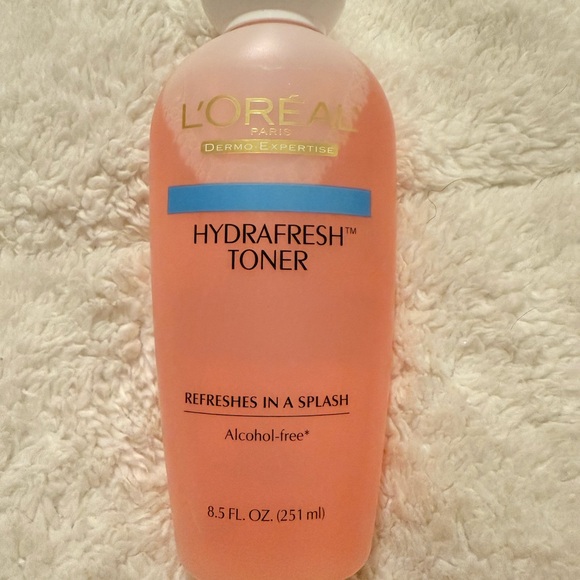 L'ORÉAL
PARIS
DERMO-EXPERTISE
HYDRAFRESH™
TONER
REFRESHES IN A SPLASH
Alcohol-free*
8.5 FL. OZ. (251 ml)